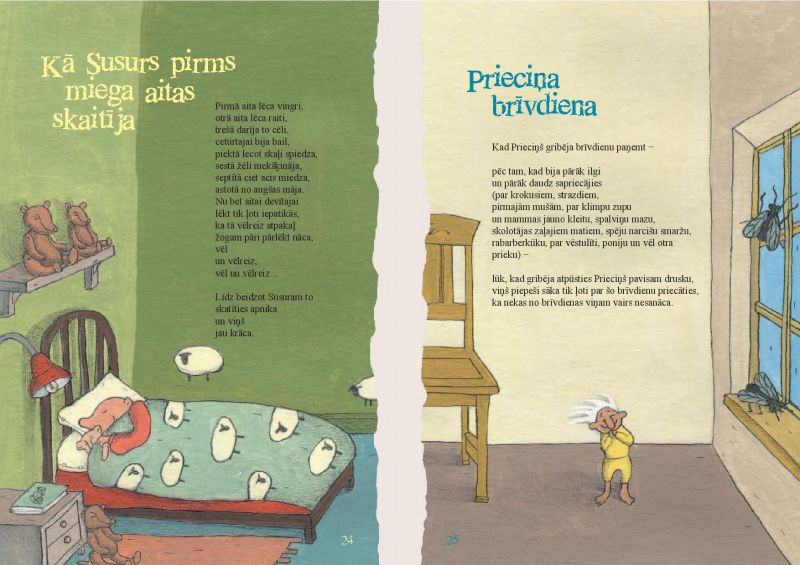 Kā Susurs pirms
miega aitas
skaitīja
Pirmā aita lēca vingri,
otrā aita lēca raiti,
trešā darīja to cēli,
ceturtajai bija bail,
piektā lecot skaļi spiedza,
sestā žēli mekšķināja,
septītā ciet acis miedza,
astotā no augšas māja.
Nu bet aitai devītajai
lēkt tik ļoti iepatikās,
ka tā vēlreiz atpakaļ
žogam pāri pārlēkt nāca,
vēl
un vēlreiz,
vēl un vēlreiz...
Līdz beidzot Susuram to
skatīties apnika
un viņš
jau krāca.
24
Prieciņa
brīvdiena
Kad Prieciņš gribēja brīvdienu paņemt –
pēc tam, kad bija pārāk ilgi
un pārāk daudz sapriecājies
(par krokusiem, strazdiem,
pirmajām mušām, par klimpu zupu
un mammas jauno kleitu, spalviņu mazu,
skolotājas zaļajiem matiem, spēju narcišu smaržu,
rabarberkūku, par vēstulīti, poniju un vēl otra
prieku) –
lūk, kad gribēja atpūsties Prieciņš pavisam drusku,
viņš piepeši sāka tik ļoti par šo brīvdienu priecāties,
ka nekas no brīvdienas viņam vairs nesanāca.
25